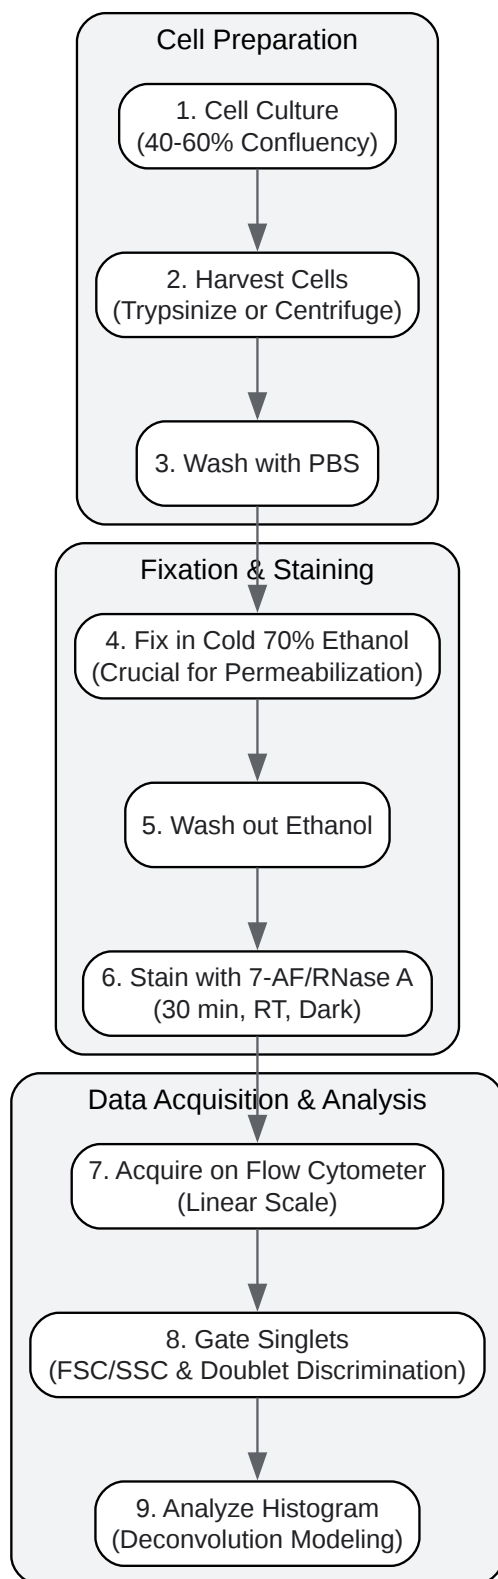 Cell Preparation
1. Cell Culture
(40-60% Confluency)
2. Harvest Cells
(Trypsinize or Centrifuge)
3. Wash with PBS
Fixation & Staining
4. Fix in Cold 70% Ethanol
(Crucial for Permeabilization)
5. Wash out Ethanol
6. Stain with 7-AF/RNase A
(30 min, RT, Dark)
Data Acquisition & Analysis
7. Acquire on Flow Cytometer
(Linear Scale)
8. Gate Singlets
(FSC/SSC & Doublet Discrimination)
9. Analyze Histogram
(Deconvolution Modeling)